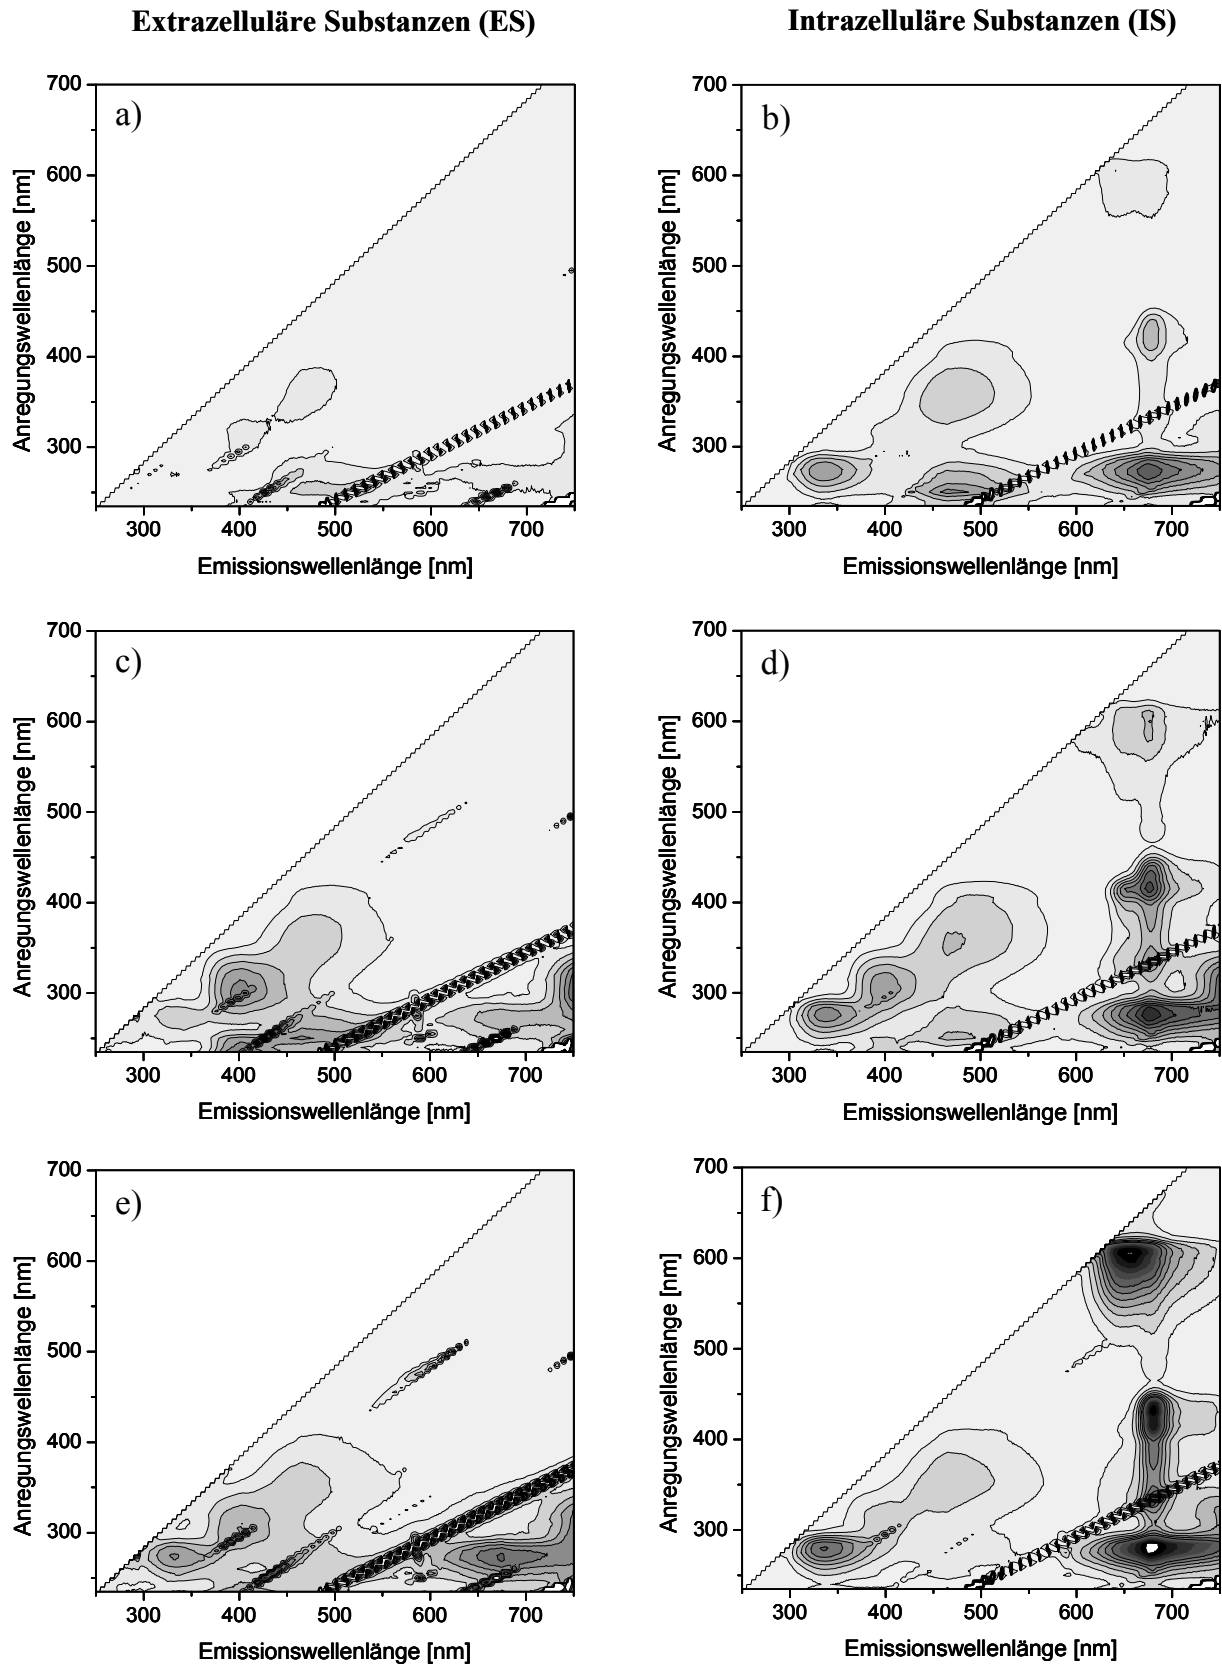 Extrazelluläre Substanzen (ES)
Intrazelluläre Substanzen (IS)
a)
700
600
500
400
300
Anregungswellenlänge [nm]
300 400 500 600 700
Emissionswellenlänge [nm]
b)
700
600
500
400
300
Anregungswellenlänge [nm]
300 400 500 600 700
Emissionswellenlänge [nm]
c)
700
600
500
400
300
Anregungswellenlänge [nm]
300 400 500 600 700
Emissionswellenlänge [nm]
d)
700
600
500
400
300
Anregungswellenlänge [nm]
300 400 500 600 700
Emissionswellenlänge [nm]
e)
700
600
500
400
300
Anregungswellenlänge [nm]
300 400 500 600 700
Emissionswellenlänge [nm]
f)
700
600
500
400
300
Anregungswellenlänge [nm]
300 400 500 600 700
Emissionswellenlänge [nm]